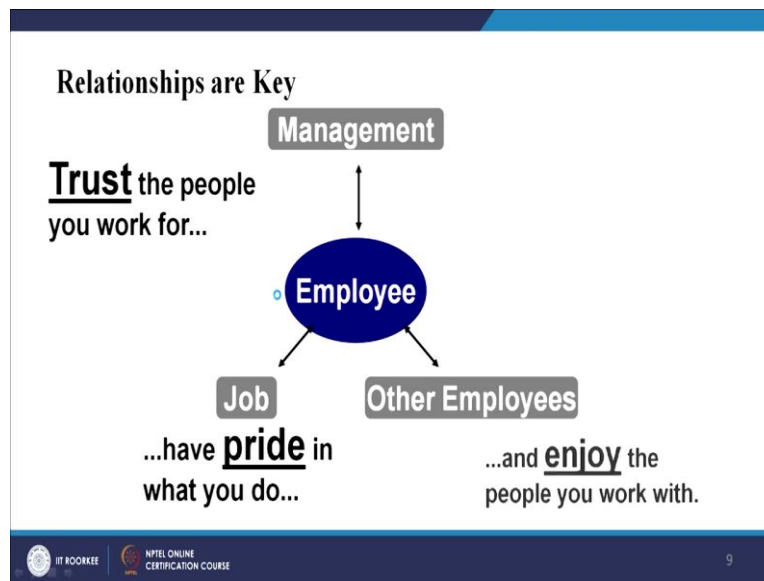 Relationships are Key
Management
Trust the people
you work for...
Employee
Job
Other Employees
...have pride in
what you do...
...and enjoy the
people you work with.
IIT ROORKEE
NPTEL ONLINE
CERTIFICATION COURSE
9